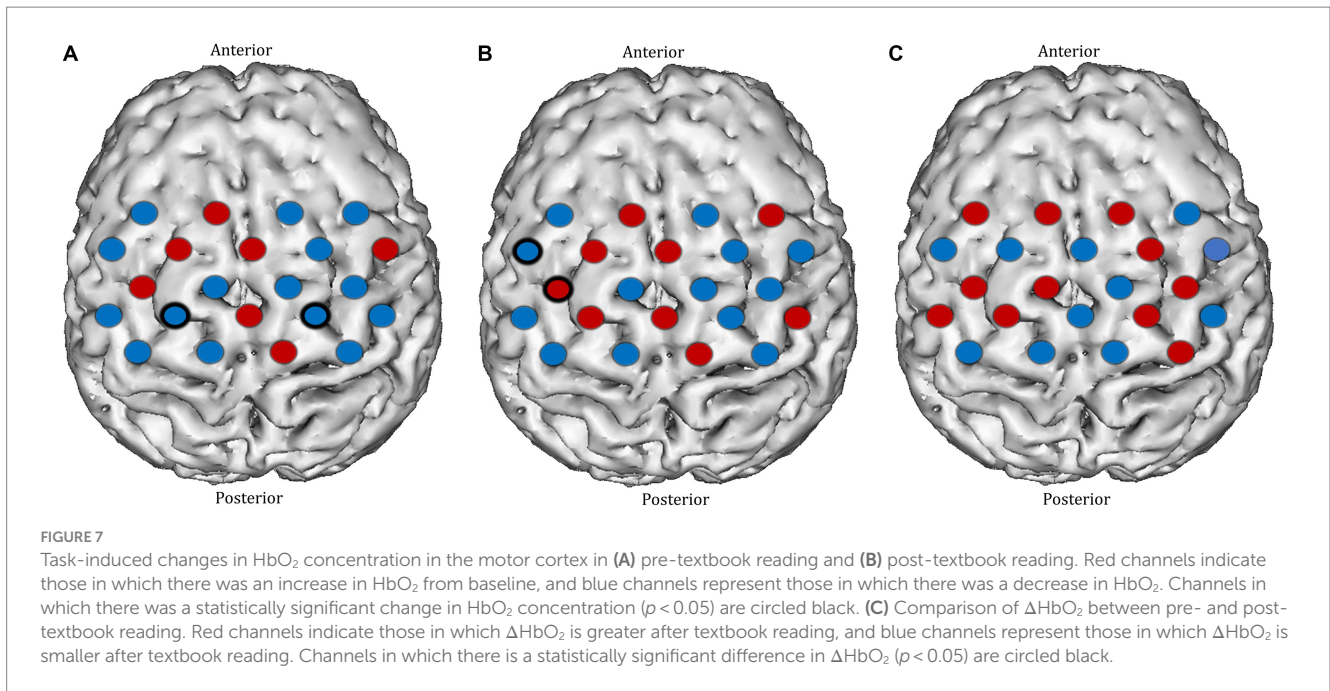 A
Anterior
Posterior
B
Anterior
Posterior
C
Anterior
Posterior
FIGURE 7
Task-induced changes in HbO₂ concentration in the motor cortex in (A) pre-textbook reading and (B) post-textbook reading. Red channels indicate
those in which there was an increase in HbO₂ from baseline, and blue channels represent those in which there was a decrease in HbO₂. Channels in
which there was a statistically significant change in HbO₂ concentration (p < 0.05) are circled black. (C) Comparison of ΔHbO₂ between pre- and post-
textbook reading. Red channels indicate those in which ΔHbO₂ is greater after textbook reading, and blue channels represent those in which ΔHbO₂ is
smaller after textbook reading. Channels in which there is a statistically significant difference in ΔHbO₂ (p < 0.05) are circled black.